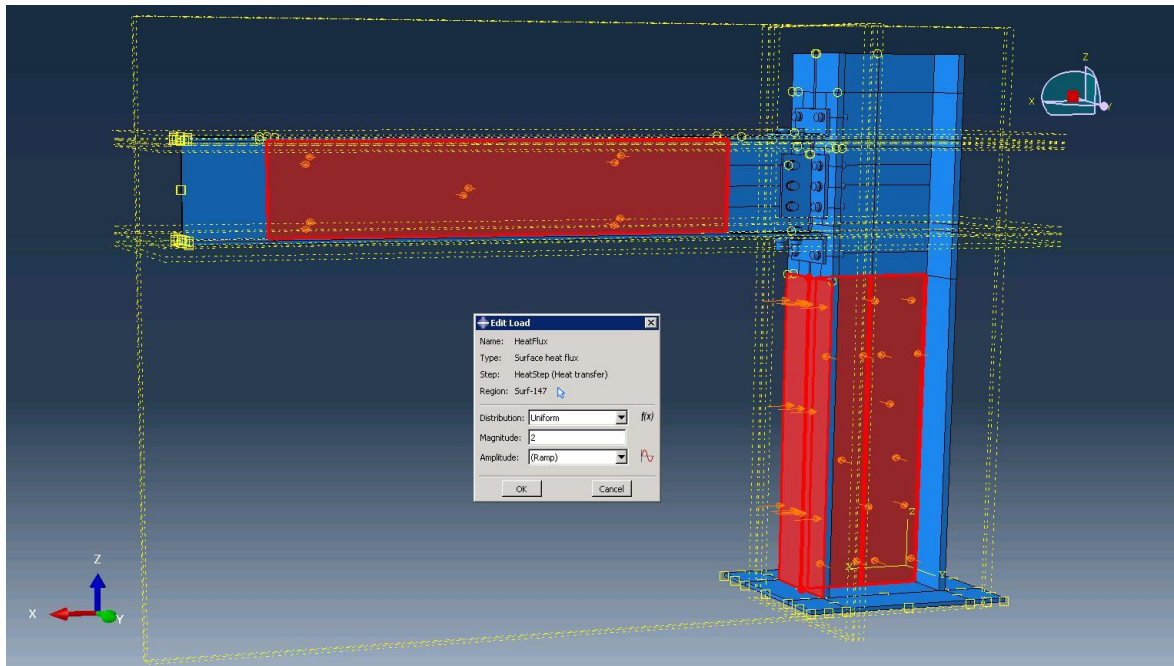 Z
X
Y
Edit Load
Name: HeatFlux
Type: Surface heat flux
Step: HeatStep (Heat transfer)
Region: Surf-147
Distribution: Uniform f(x)
Magnitude: 2
Amplitude: (Ramp)
OK Cancel
Z
X
Y
Z
X
Y